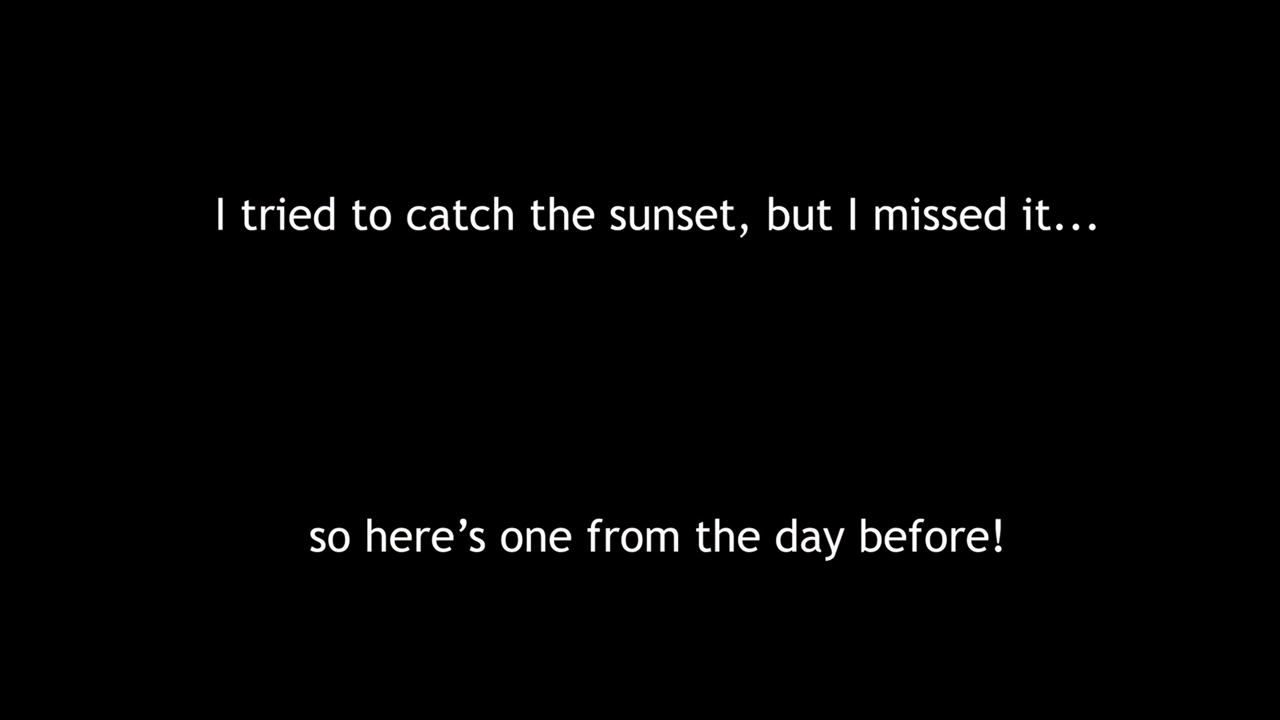 I tried to catch the sunset, but I missed it...
so here’s one from the day before!